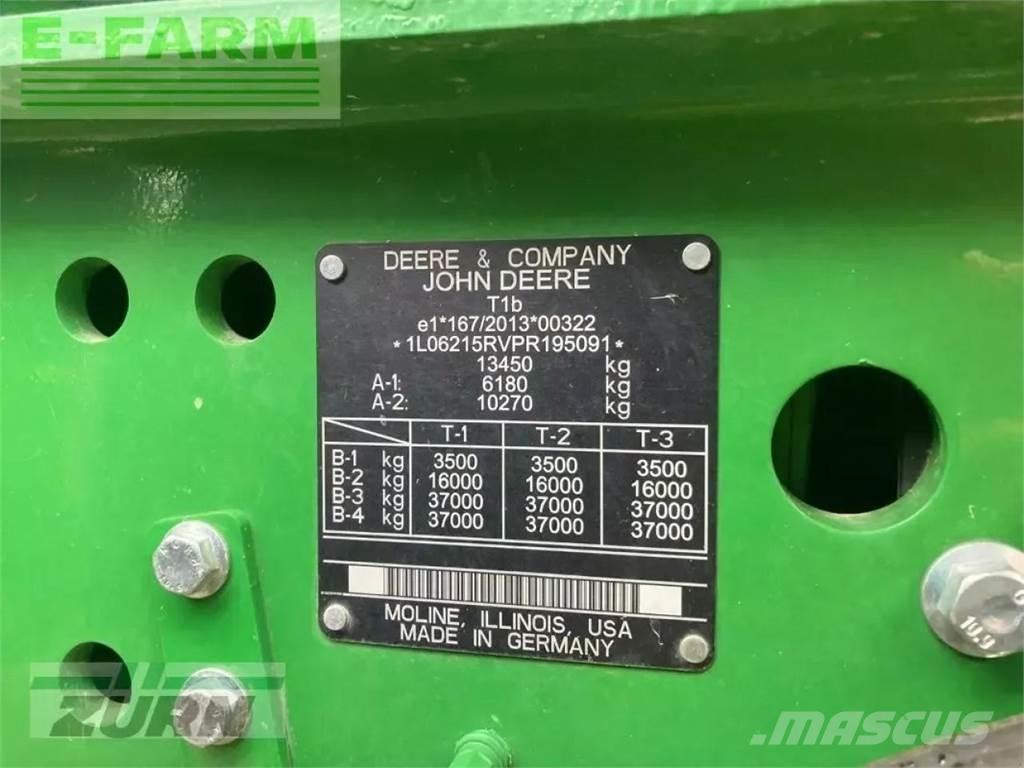 E-FARM
DEERE & COMPANY
JOHN DEERE
T1b
e1*167/2013*00322
*1L06215RVPR195091*
13450 kg
A-1: 6180 kg
A-2: 10270 kg
T-1 T-2 T-3
B-1 kg 3500 3500 3500
B-2 kg 16000 16000 16000
B-3 kg 37000 37000 37000
B-4 kg 37000 37000 37000
MOLINE, ILLINOIS, USA
MADE IN GERMANY
10.9
ZÜRN
MASCUS